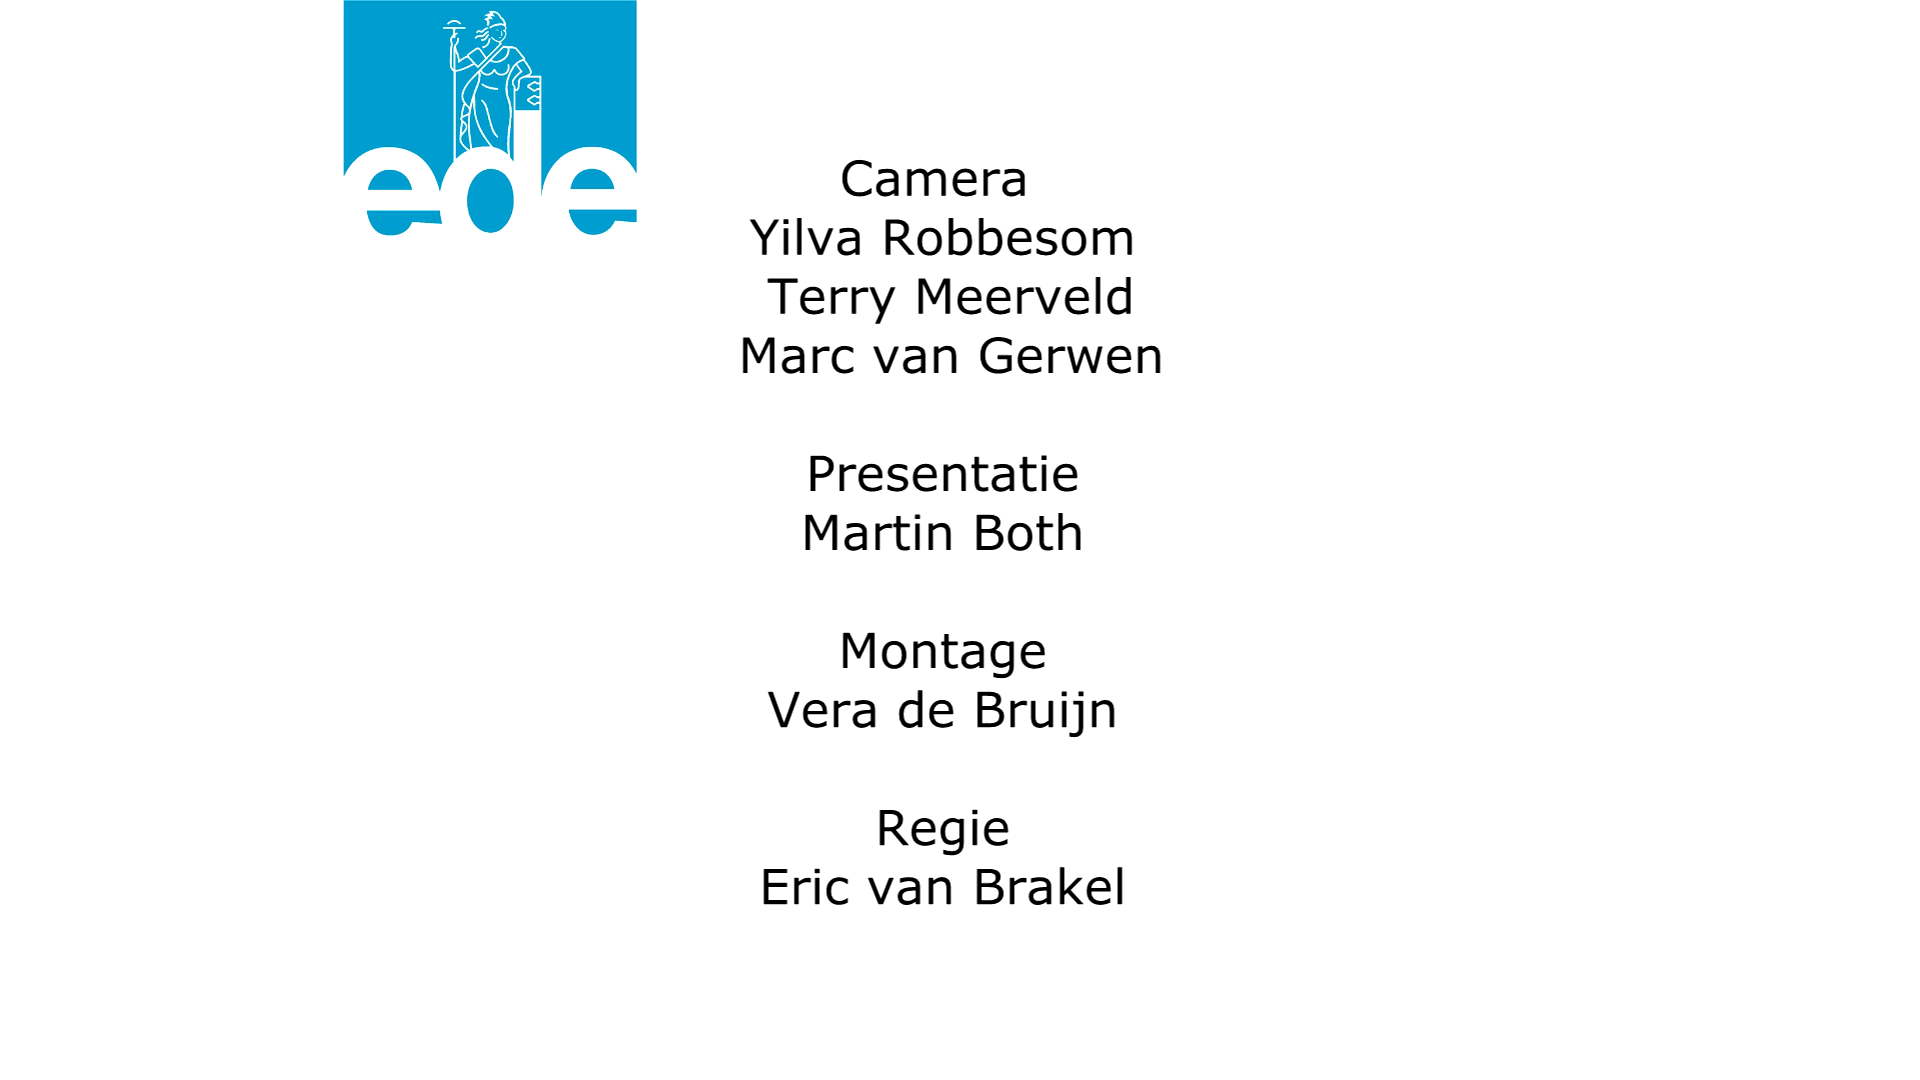 ede
Camera
Yilva Robbesom
Terry Meerveld
Marc van Gerwen
Presentatie
Martin Both
Montage
Vera de Bruijn
Regie
Eric van Brakel